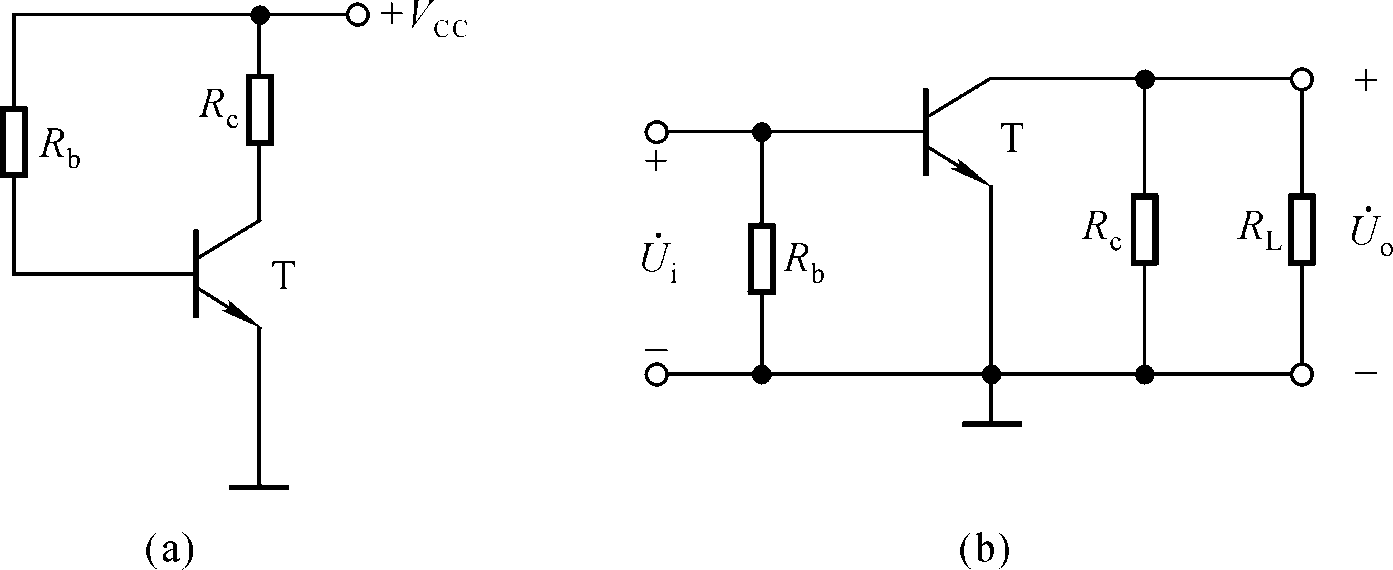 +V_CC
R_c
R_b
T
(a)
T
+
U̇_i
−
R_b
R_c
R_L
+
U̇_o
−
(b)